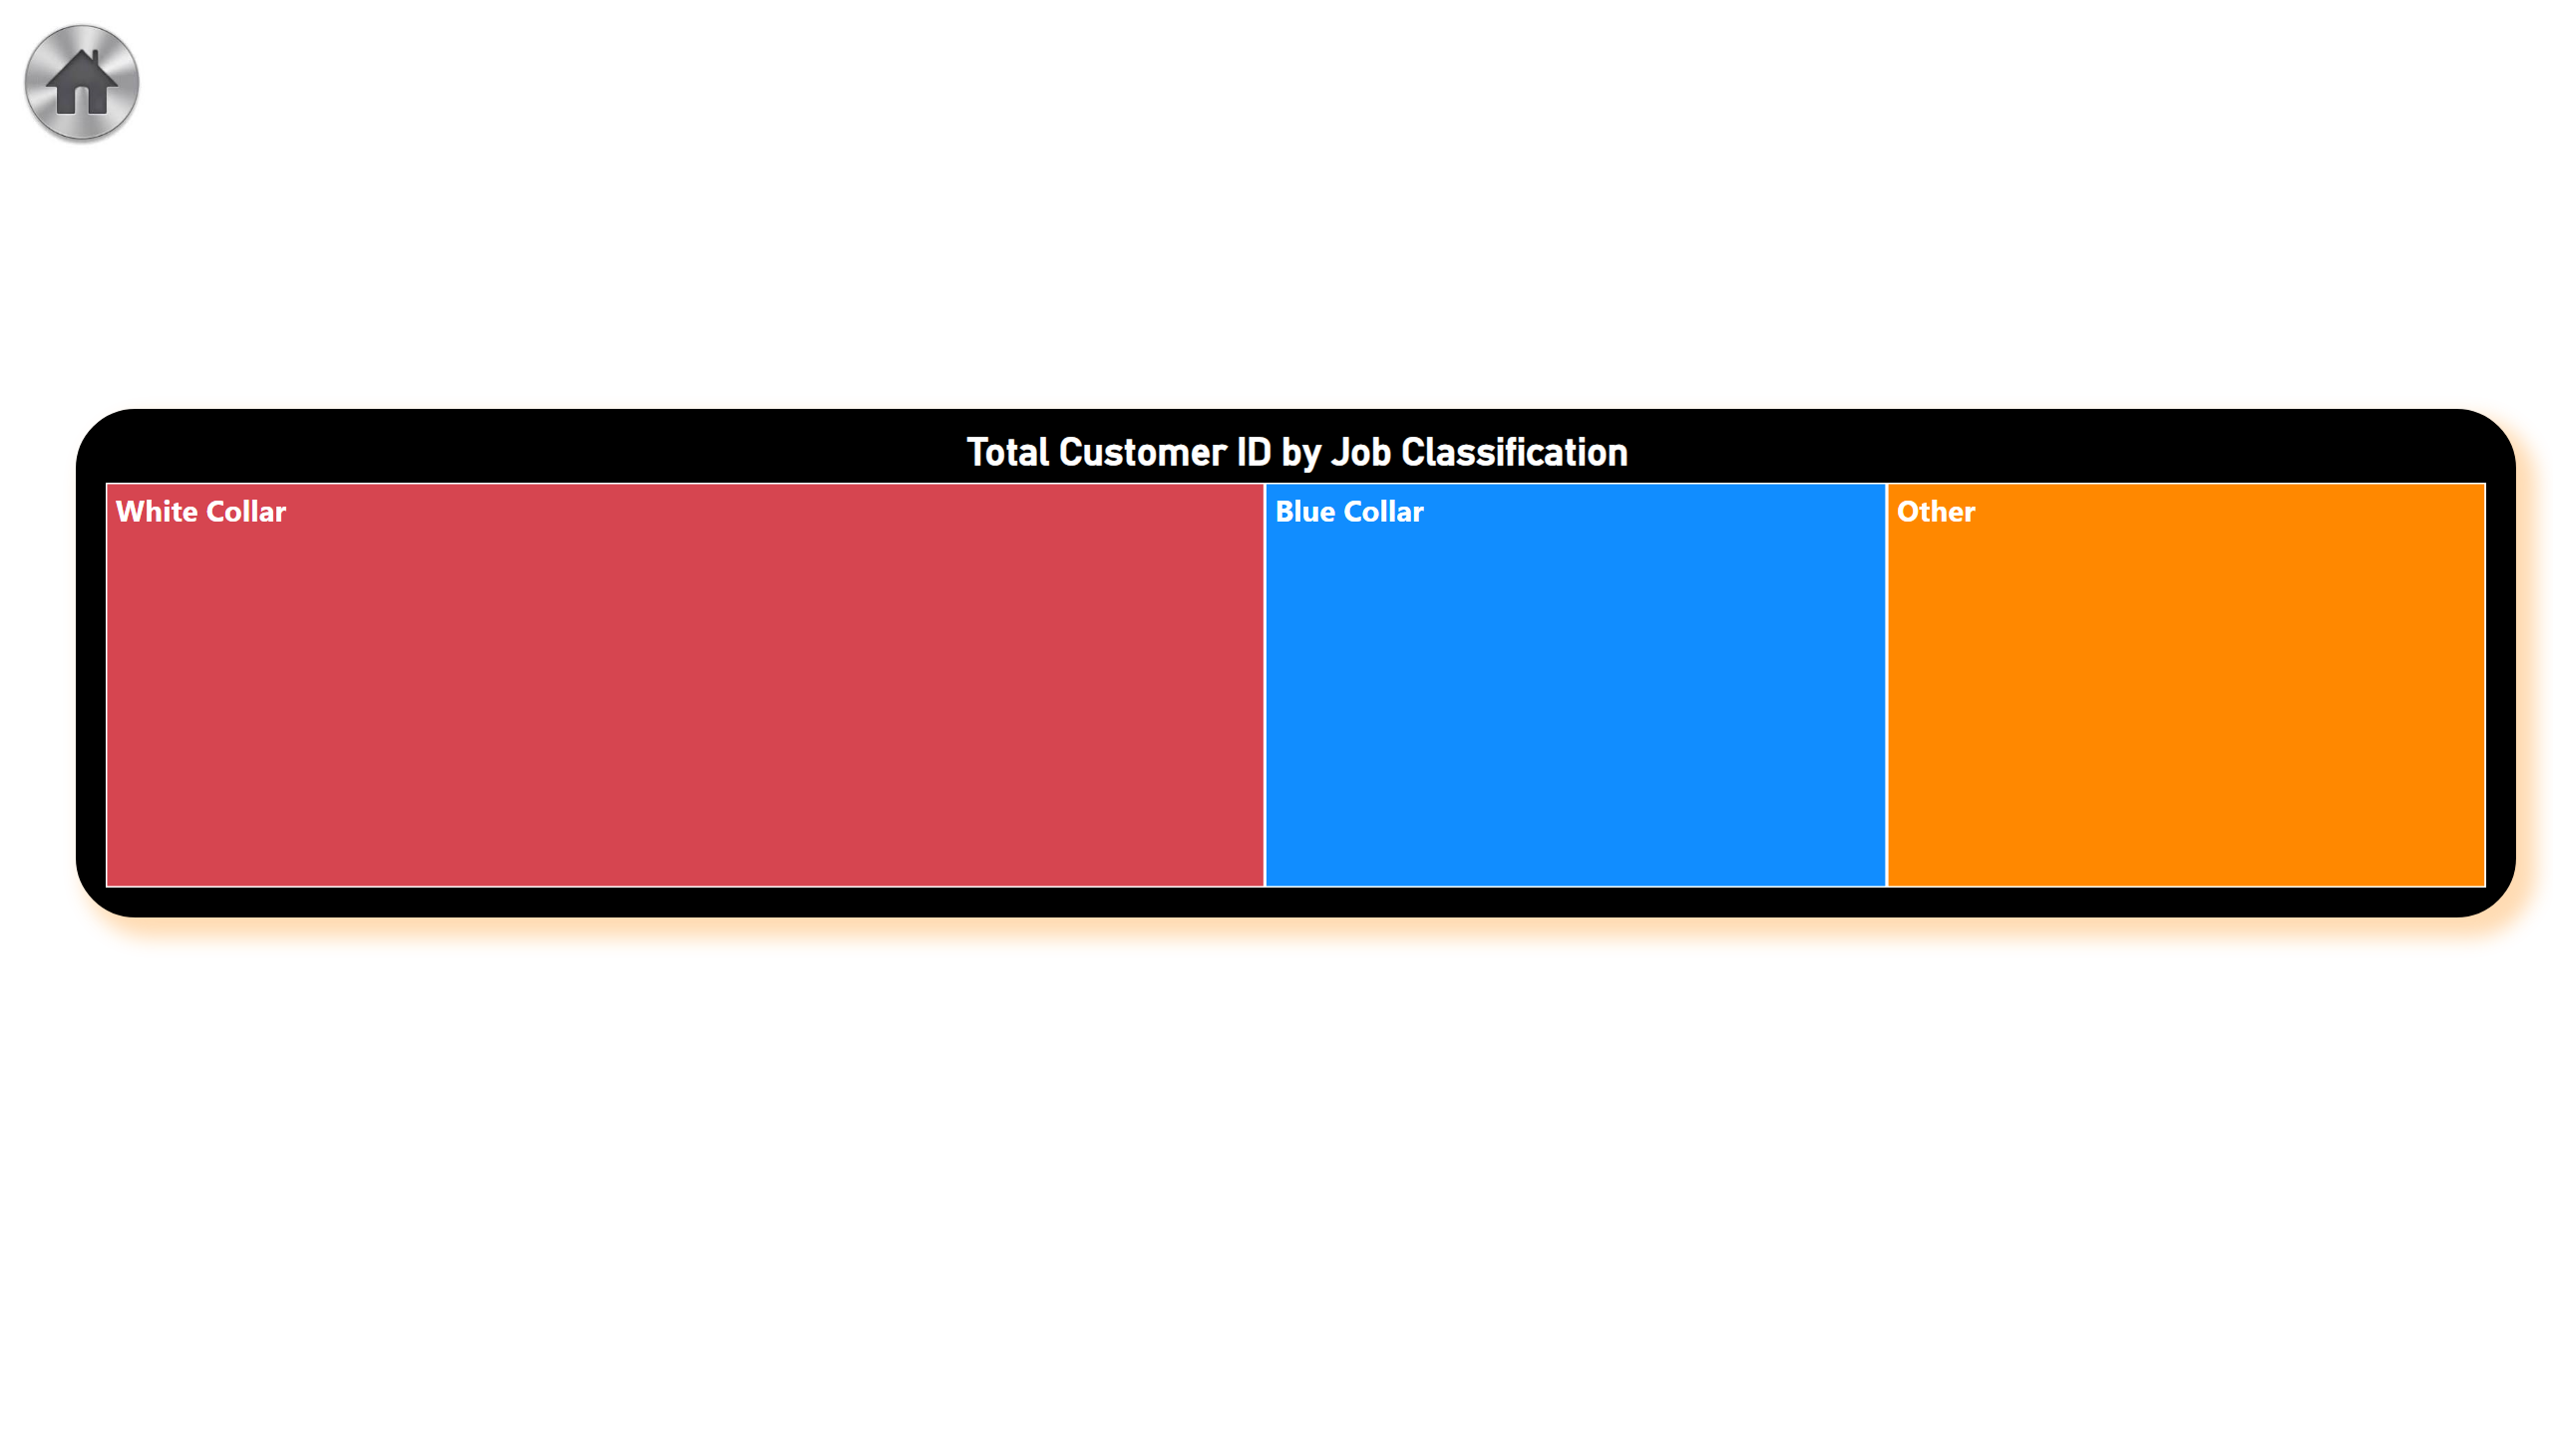 Total Customer ID by Job Classification
White Collar
Blue Collar
Other